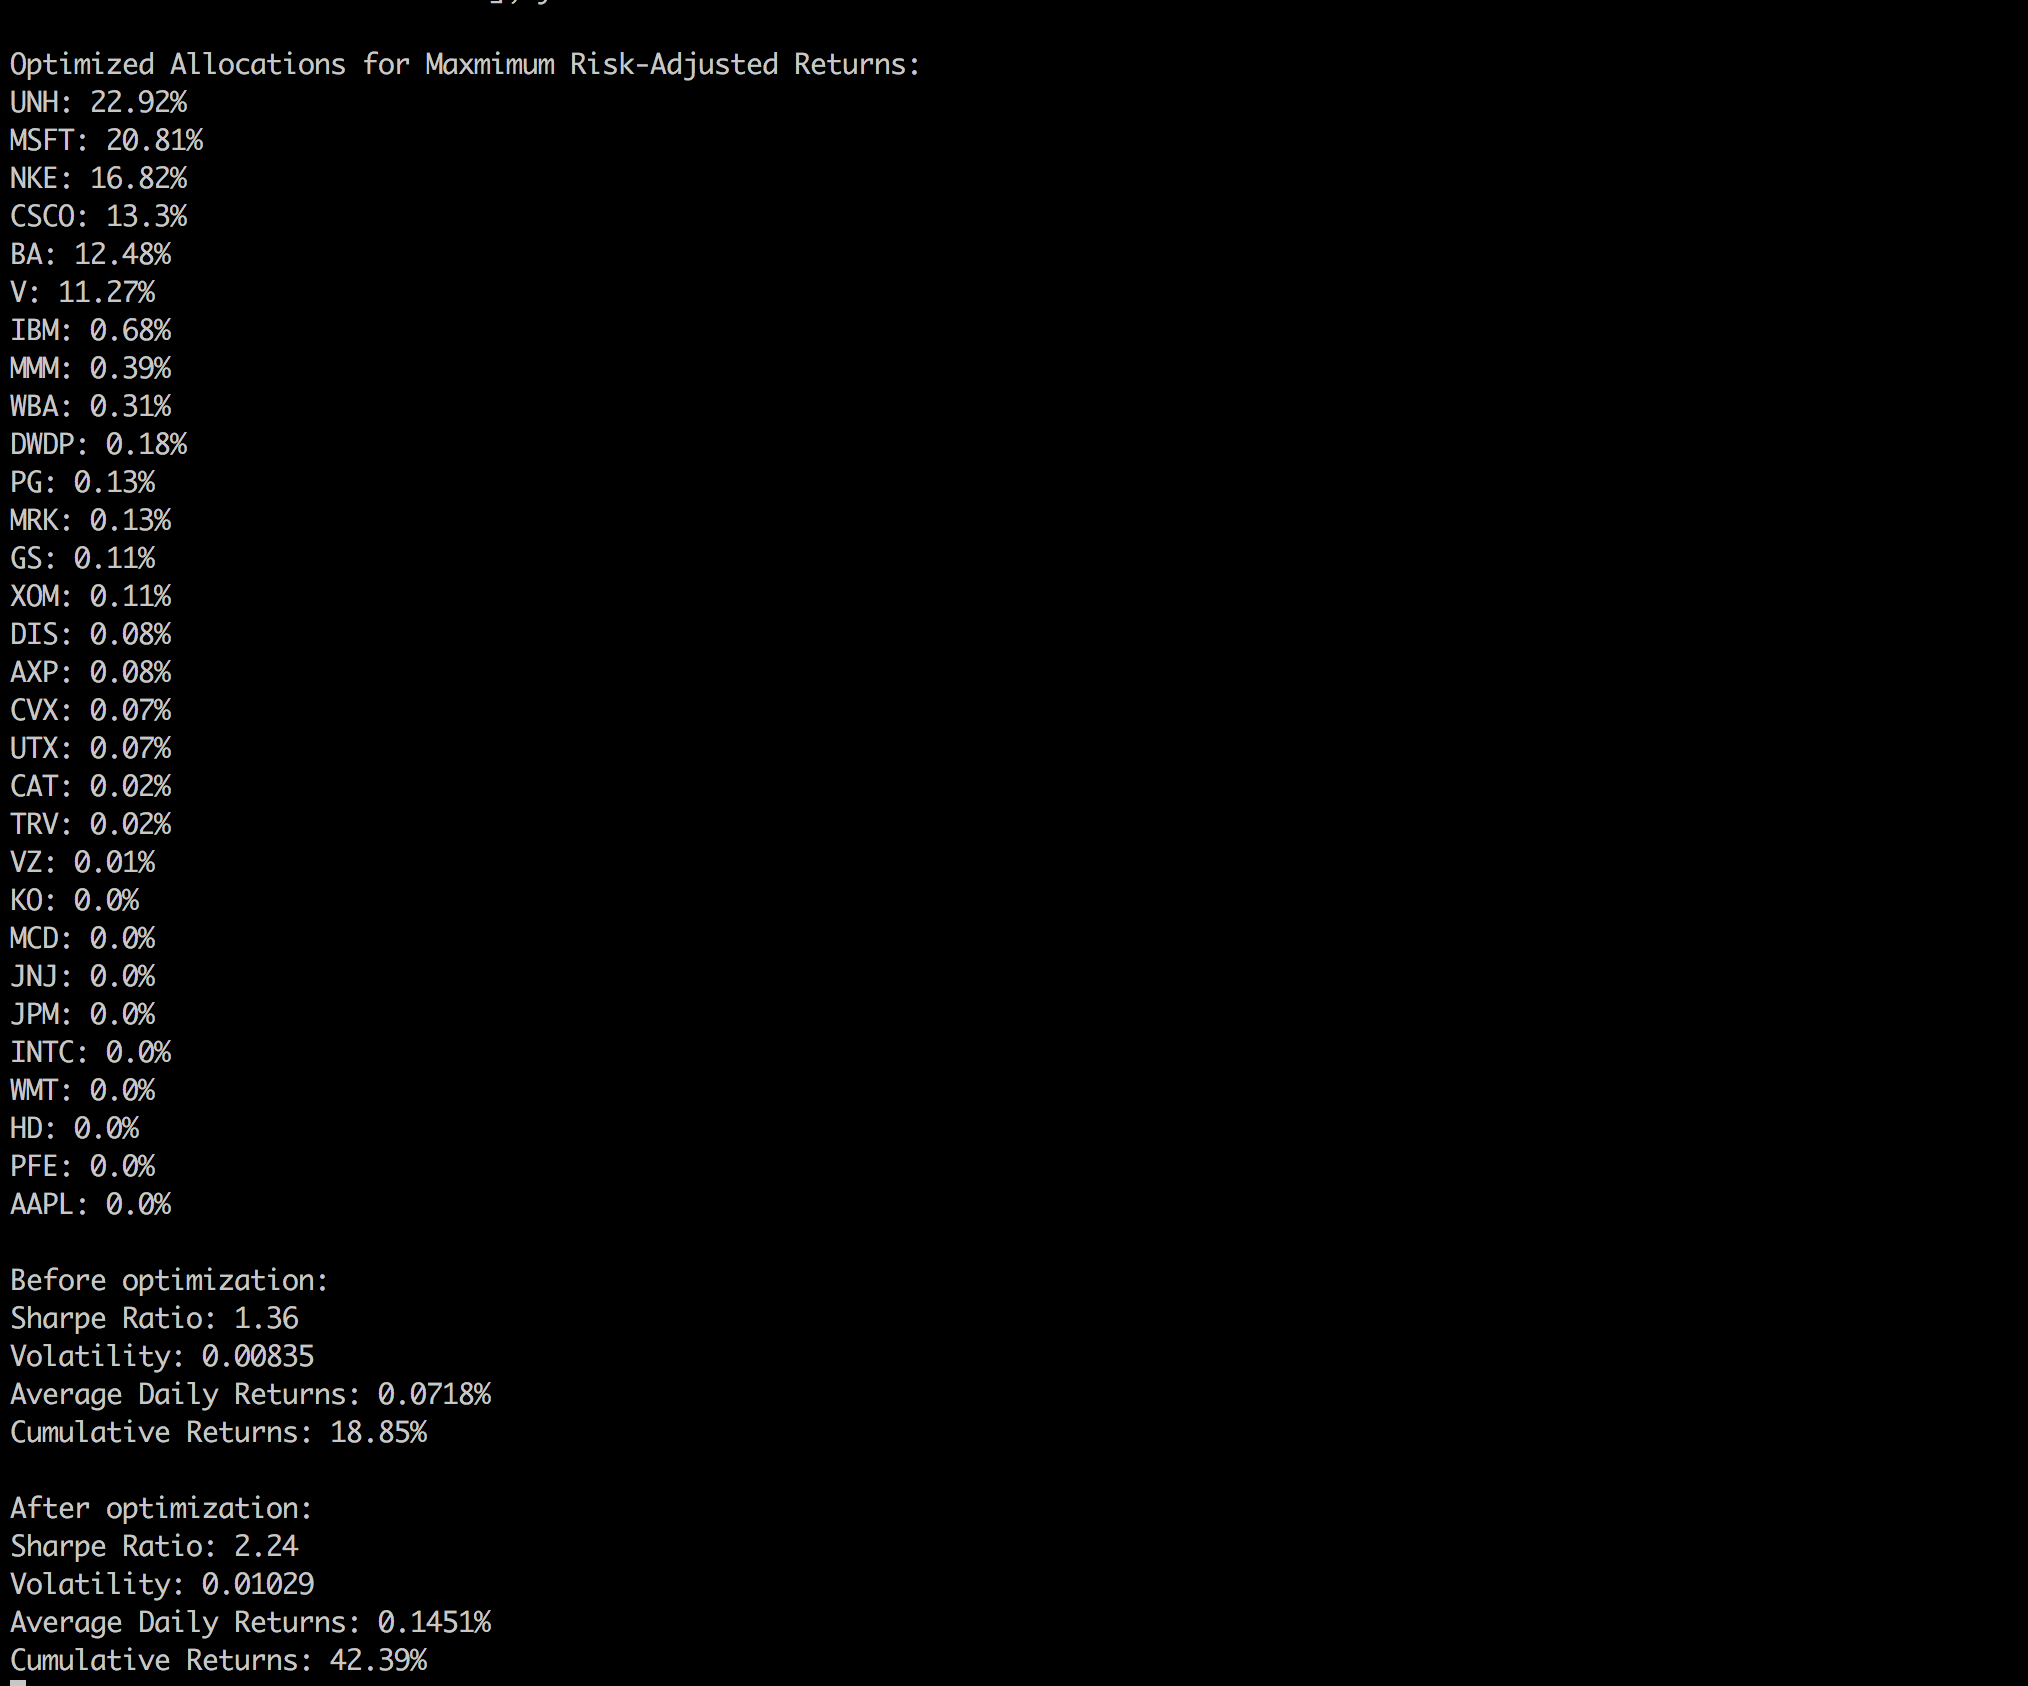 Optimized Allocations for Maxmimum Risk-Adjusted Returns:
UNH: 22.92%
MSFT: 20.81%
NKE: 16.82%
CSCO: 13.3%
BA: 12.48%
V: 11.27%
IBM: 0.68%
MMM: 0.39%
WBA: 0.31%
DWDP: 0.18%
PG: 0.13%
MRK: 0.13%
GS: 0.11%
XOM: 0.11%
DIS: 0.08%
AXP: 0.08%
CVX: 0.07%
UTX: 0.07%
CAT: 0.02%
TRV: 0.02%
VZ: 0.01%
KO: 0.0%
MCD: 0.0%
JNJ: 0.0%
JPM: 0.0%
INTC: 0.0%
WMT: 0.0%
HD: 0.0%
PFE: 0.0%
AAPL: 0.0%
Before optimization:
Sharpe Ratio: 1.36
Volatility: 0.00835
Average Daily Returns: 0.0718%
Cumulative Returns: 18.85%
After optimization:
Sharpe Ratio: 2.24
Volatility: 0.01029
Average Daily Returns: 0.1451%
Cumulative Returns: 42.39%